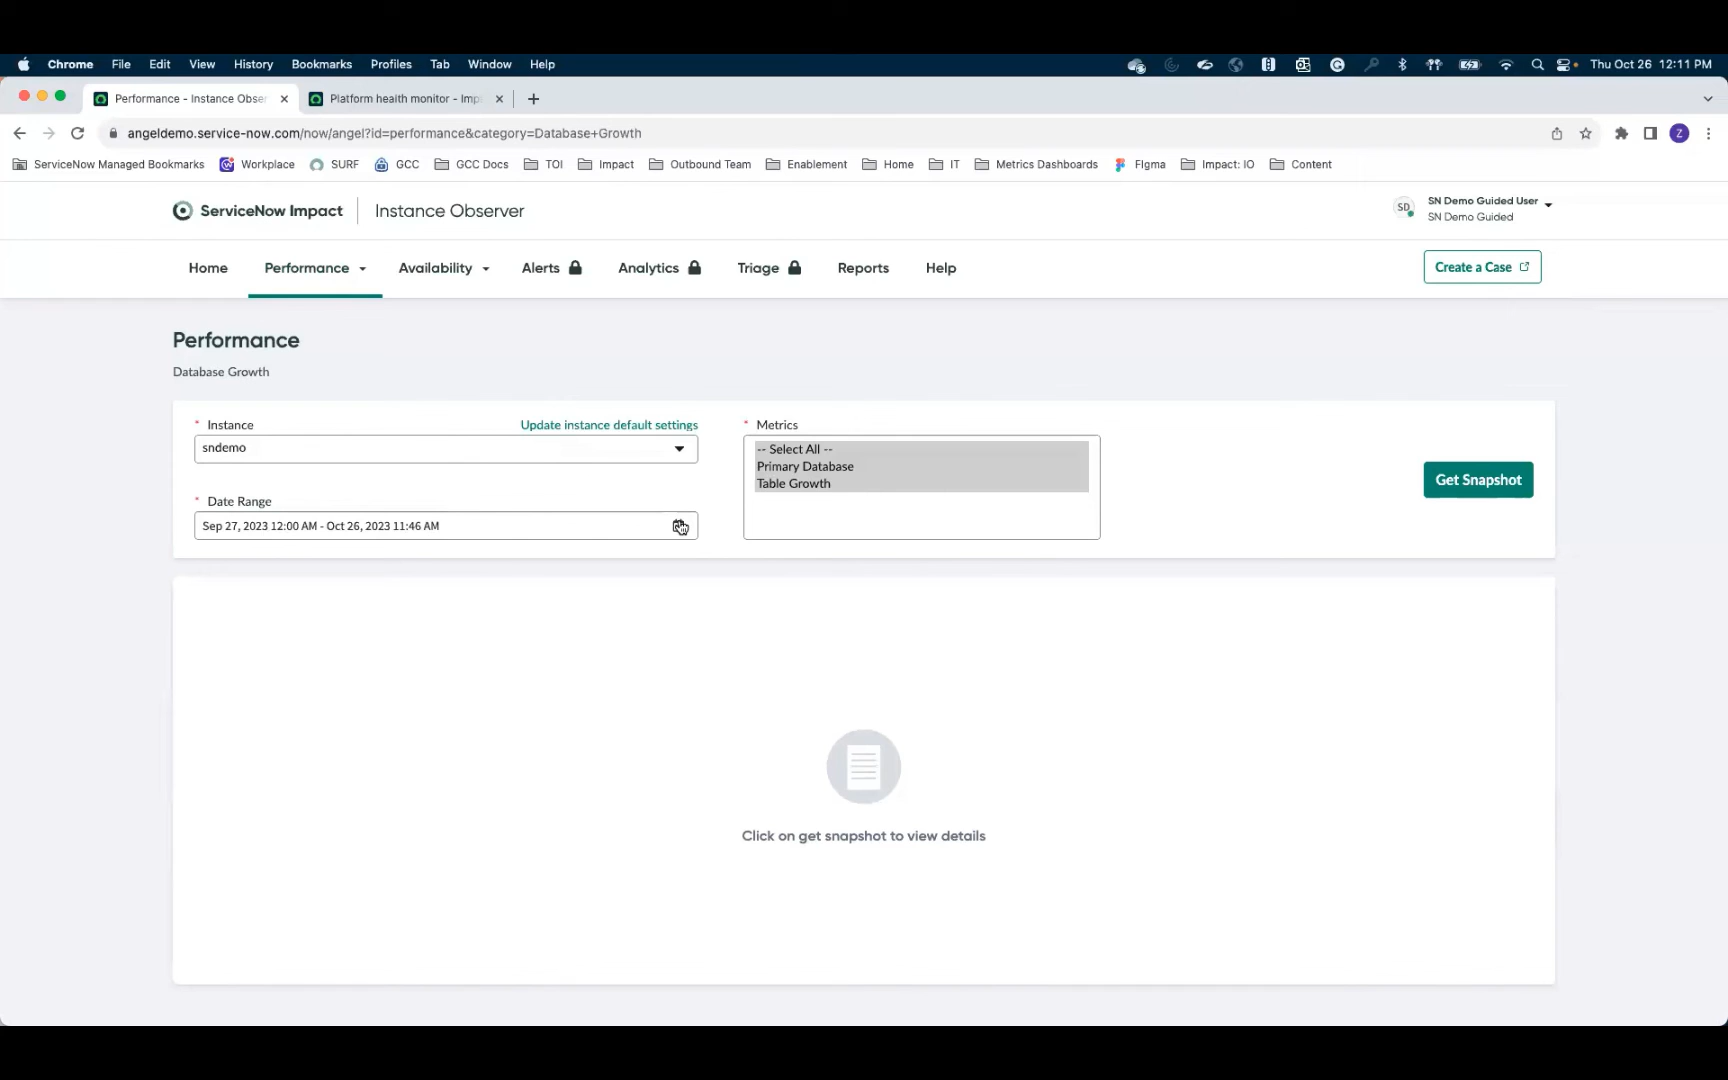 Chrome File Edit View History Bookmarks Profiles Tab Window Help Thu Oct 26 12:11 PM
Performance - Instance Obser Platform health monitor - Imp
angeldemo.service-now.com/now/angel?id=performance&category=Database+Growth Z
ServiceNow Managed Bookmarks Workplace SURF GCC GCC Docs TOI Impact Outbound Team Enablement Home IT Metrics Dashboards Figma Impact: IO Content
ServiceNow Impact Instance Observer
SD SN Demo Guided User
SN Demo Guided
Home Performance Availability Alerts Analytics Triage Reports Help Create a Case
Performance
Database Growth
* Instance Update instance default settings
sndemo
* Date Range
Sep 27, 2023 12:00 AM - Oct 26, 2023 11:46 AM
* Metrics
-- Select All --
Primary Database
Table Growth
Get Snapshot
Click on get snapshot to view details